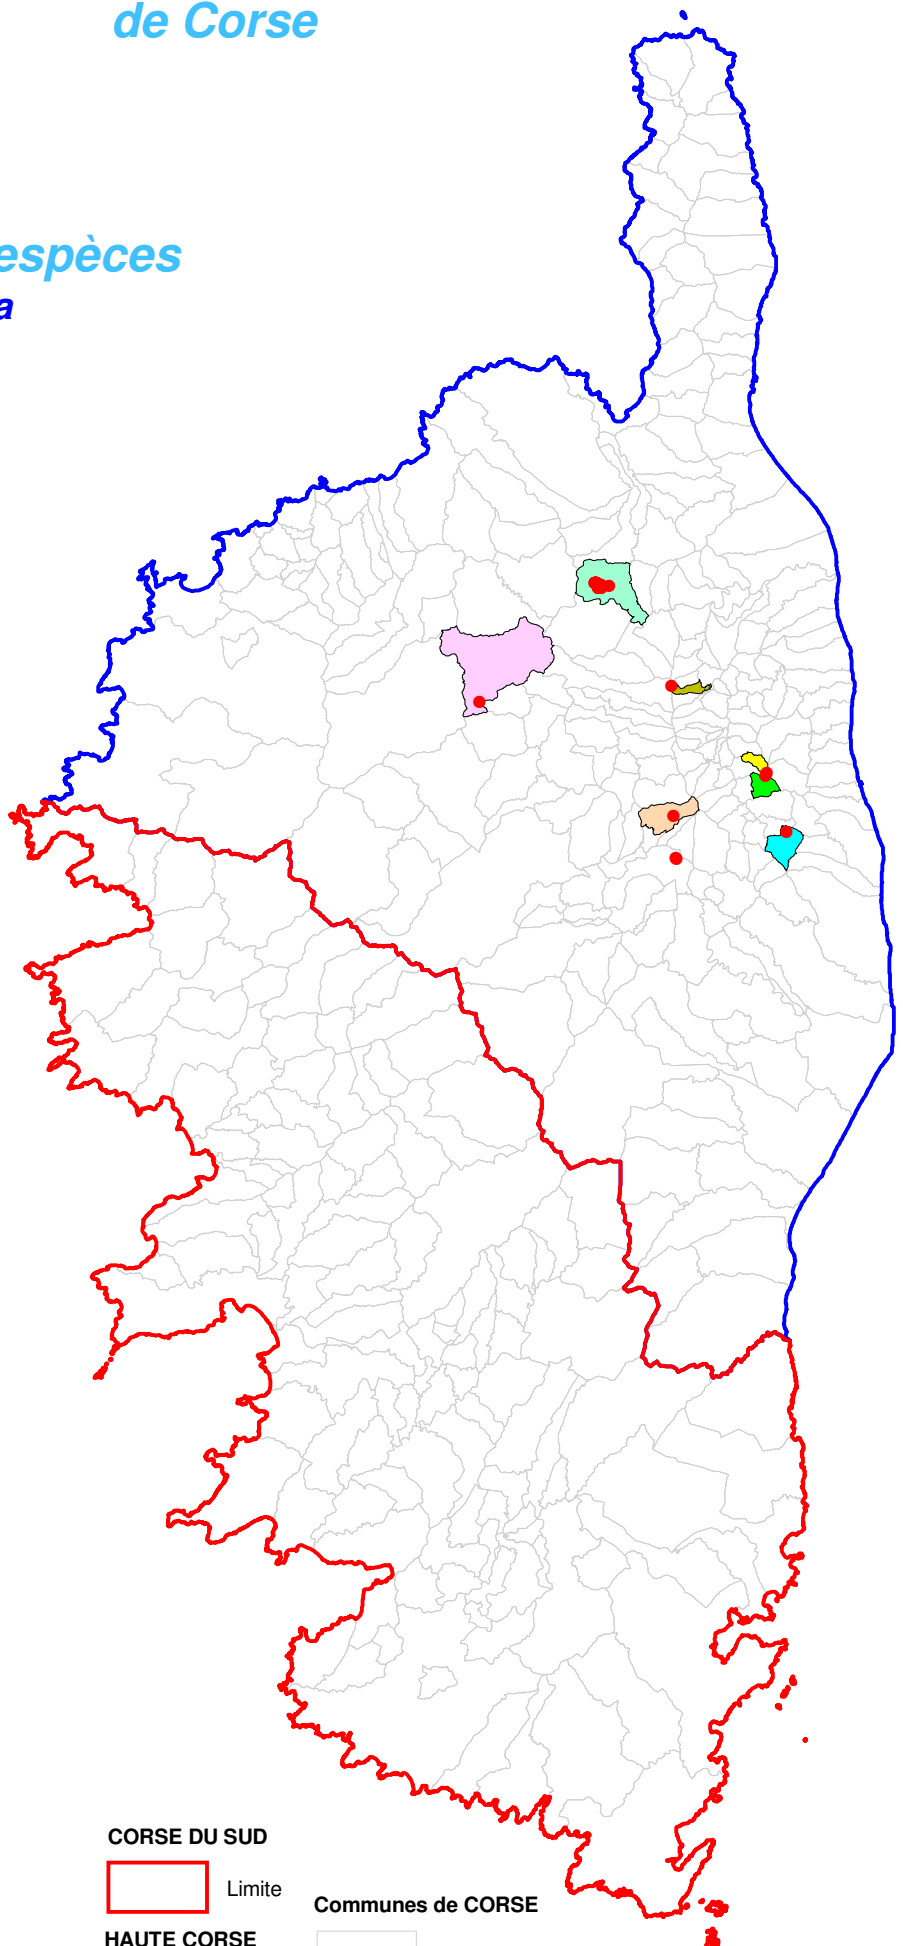 de Corse
espèces
a
CORSE DU SUD
Limite
Communes de CORSE
HAUTE CORSE